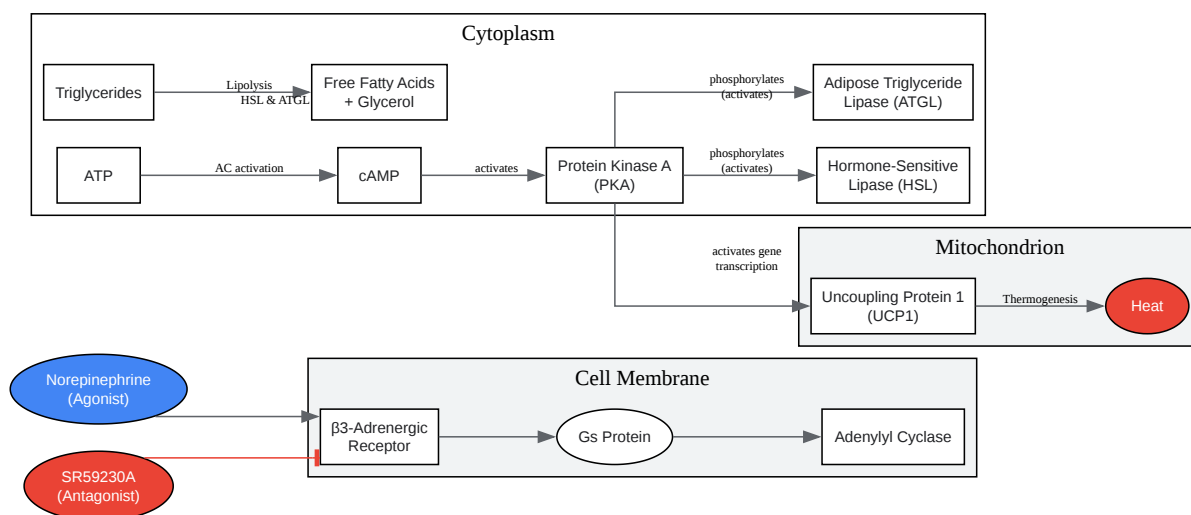 Cytoplasm
Triglycerides
Lipolysis
HSL & ATGL
Free Fatty Acids
+ Glycerol
phosphorylates
(activates)
Adipose Triglyceride
Lipase (ATGL)
ATP
AC activation
cAMP
activates
Protein Kinase A
(PKA)
phosphorylates
(activates)
Hormone-Sensitive
Lipase (HSL)
activates gene
transcription
Mitochondrion
Uncoupling Protein 1
(UCP1)
Thermogenesis
Heat
Norepinephrine
(Agonist)
Cell Membrane
β3-Adrenergic
Receptor
Gs Protein
Adenylyl Cyclase
SR59230A
(Antagonist)